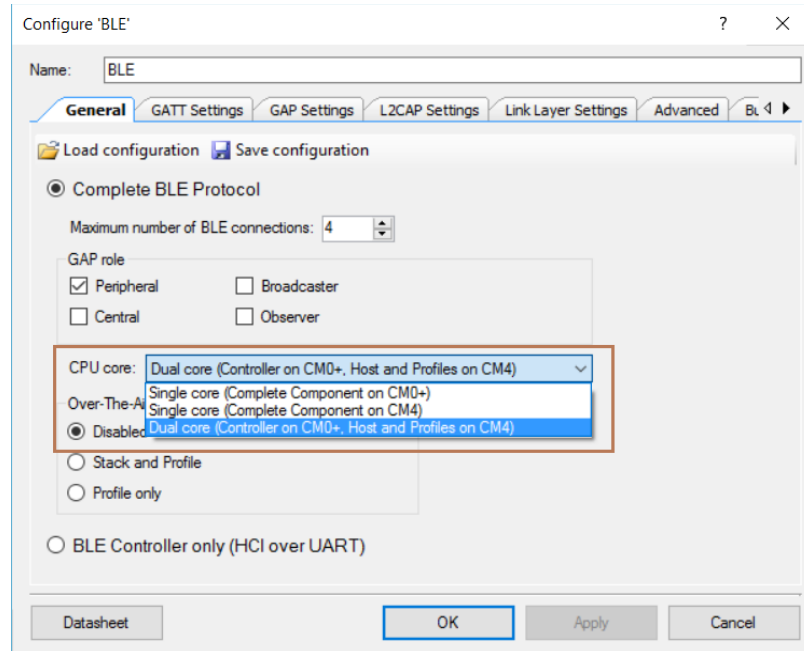 Configure 'BLE'
?
Name: BLE
General GATT Settings GAP Settings L2CAP Settings Link Layer Settings Advanced
Load configuration Save configuration
Complete BLE Protocol
Maximum number of BLE connections: 4
GAP role
Peripheral Broadcaster
Central Observer
CPU core: Dual core (Controller on CM0+, Host and Profiles on CM4)
Single core (Complete Component on CM0+)
Over-The-Ai
Single core (Complete Component on CM4)
Disabled Dual core (Controller on CM0+, Host and Profiles on CM4)
Stack and Profile
Profile only
BLE Controller only (HCI over UART)
Datasheet OK Apply Cancel